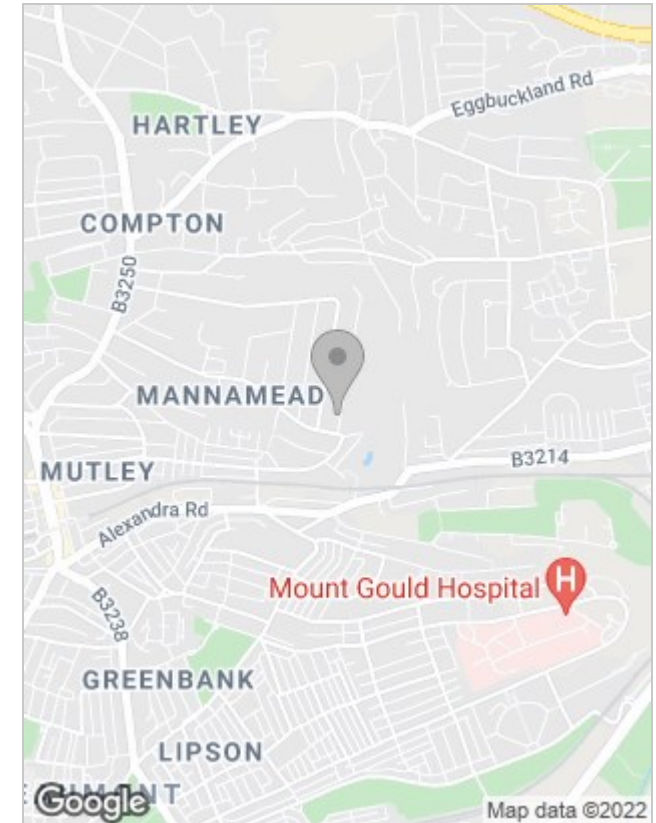 Eggbuckland Rd
HARTLEY
COMPTON
B3250
MANNAMEAD
B3214
MUTLEY
Alexandra Rd
Mount Gould Hospital
H
B3238
GREENBANK
LIPSON
Google
Map data ©2022